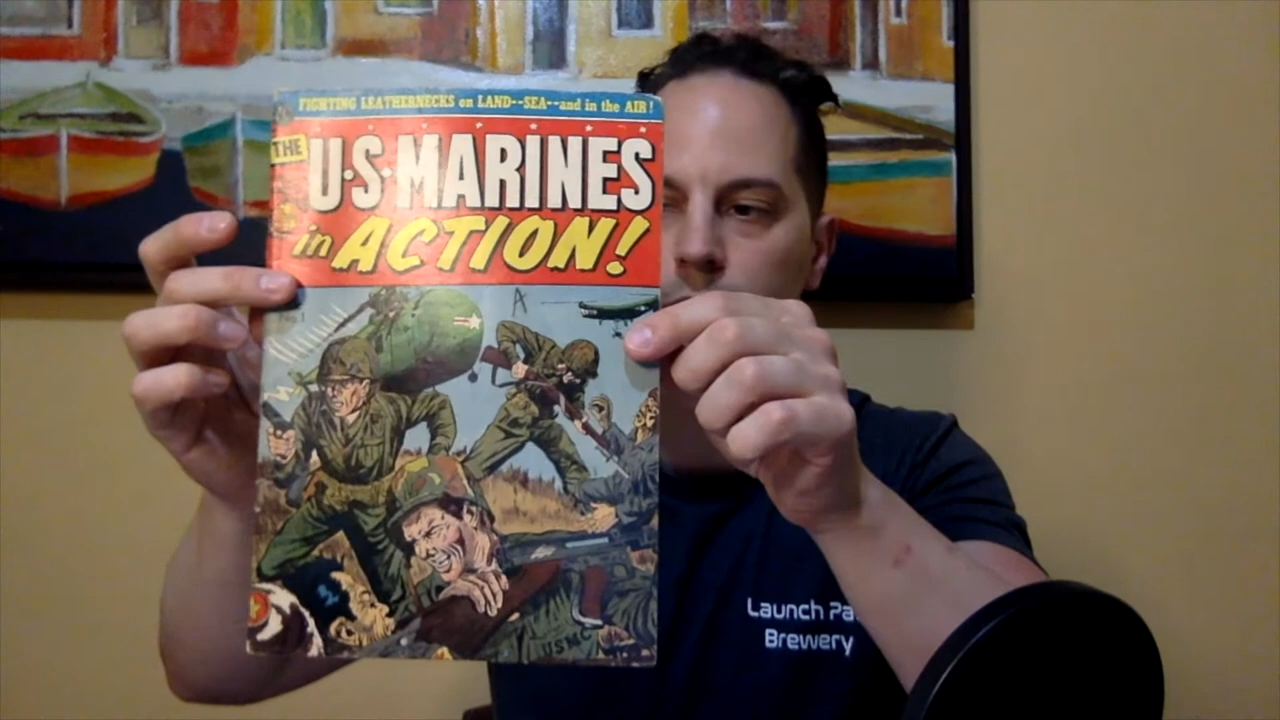 FIGHTING LEATHERNECKS on LAND--SEA--and in the AIR!
THE
U·S·MARINES
in ACTION!
A
USMC
Launch Pa
Brewery